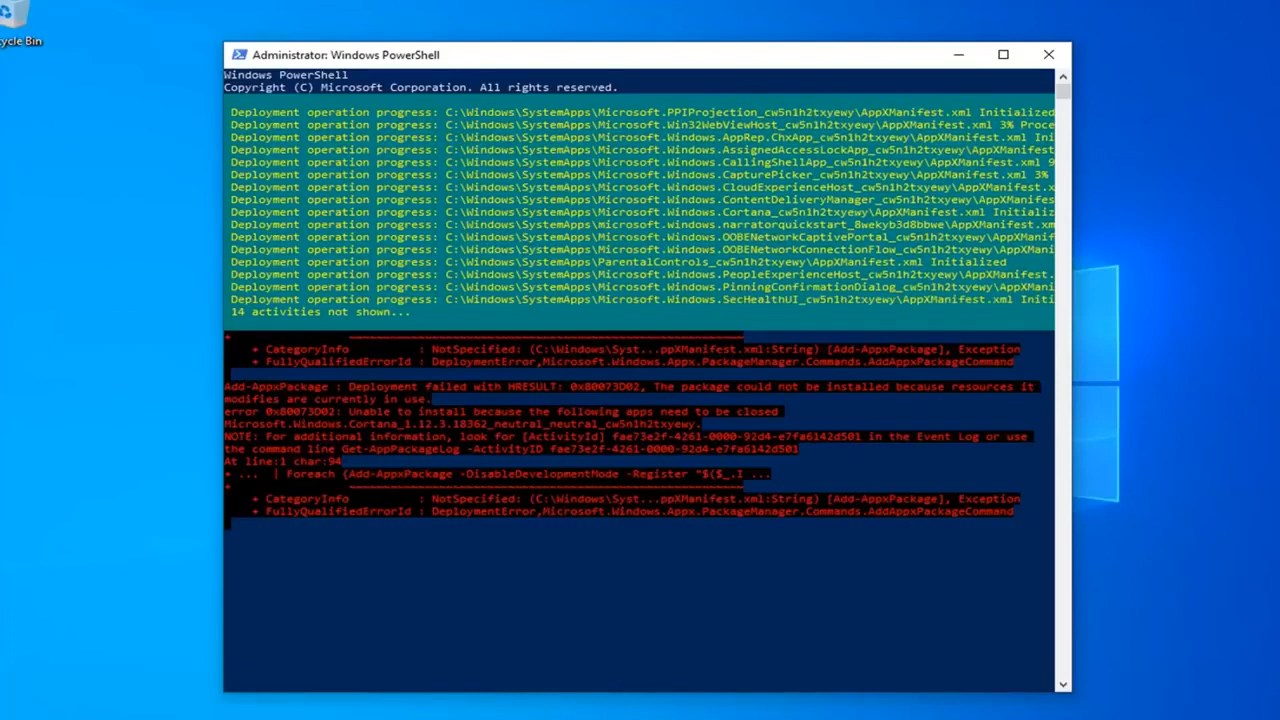 cycle Bin
Administrator: Windows PowerShell
Windows PowerShell
Copyright (C) Microsoft Corporation. All rights reserved.
Deployment operation progress: C:\Windows\SystemApps\Microsoft.PPIProjection_cw5n1h2txyewy\AppXManifest.xml Initialized
Deployment operation progress: C:\Windows\SystemApps\Microsoft.Win32WebViewHost_cw5n1h2txyewy\AppXManifest.xml 3% Proce
Deployment operation progress: C:\Windows\SystemApps\Microsoft.Windows.AppRep.ChxApp_cw5n1h2txyewy\AppXManifest.xml Ini
Deployment operation progress: C:\Windows\SystemApps\Microsoft.Windows.AssignedAccessLockApp_cw5n1h2txyewy\AppXManifest
Deployment operation progress: C:\Windows\SystemApps\Microsoft.Windows.CallingShellApp_cw5n1h2txyewy\AppXManifest.xml 9
Deployment operation progress: C:\Windows\SystemApps\Microsoft.Windows.CapturePicker_cw5n1h2txyewy\AppXManifest.xml 3%
Deployment operation progress: C:\Windows\SystemApps\Microsoft.Windows.CloudExperienceHost_cw5n1h2txyewy\AppXManifest.x
Deployment operation progress: C:\Windows\SystemApps\Microsoft.Windows.ContentDeliveryManager_cw5n1h2txyewy\AppXManifes
Deployment operation progress: C:\Windows\SystemApps\Microsoft.Windows.Cortana_cw5n1h2txyewy\AppXManifest.xml Initializ
Deployment operation progress: C:\Windows\SystemApps\Microsoft.Windows.narratorquickstart_8wekyb3d8bbwe\AppXManifest.xm
Deployment operation progress: C:\Windows\SystemApps\Microsoft.Windows.OOBENetworkCaptivePortal_cw5n1h2txyewy\AppXManif
Deployment operation progress: C:\Windows\SystemApps\Microsoft.Windows.OOBENetworkConnectionFlow_cw5n1h2txyewy\AppXMani
Deployment operation progress: C:\Windows\SystemApps\ParentalControls_cw5n1h2txyewy\AppXManifest.xml Initialized
Deployment operation progress: C:\Windows\SystemApps\Microsoft.Windows.PeopleExperienceHost_cw5n1h2txyewy\AppXManifest.
Deployment operation progress: C:\Windows\SystemApps\Microsoft.Windows.PinningConfirmationDialog_cw5n1h2txyewy\AppXMani
Deployment operation progress: C:\Windows\SystemApps\Microsoft.Windows.SecHealthUI_cw5n1h2txyewy\AppXManifest.xml Initi
14 activities not shown...
+ ~~~~~~~~~~~~~~~~~~~~~~~~~~~~~~~~~~~~~~~~~~~~~~~~~~~~~~~~~
+ CategoryInfo : NotSpecified: (C:\Windows\Syst...ppXManifest.xml:String) [Add-AppxPackage], Exception
+ FullyQualifiedErrorId : DeploymentError,Microsoft.Windows.Appx.PackageManager.Commands.AddAppxPackageCommand
Add-AppxPackage : Deployment failed with HRESULT: 0x80073D02, The package could not be installed because resources it
modifies are currently in use.
error 0x80073D02: Unable to install because the following apps need to be closed
Microsoft.Windows.Cortana_1.12.3.18362_neutral_neutral_cw5n1h2txyewy.
NOTE: For additional information, look for [ActivityId] fae73e2f-4261-0000-92d4-e7fa6142d501 in the Event Log or use
the command line Get-AppPackageLog -ActivityID fae73e2f-4261-0000-92d4-e7fa6142d501
At line:1 char:94
+ ... | Foreach {Add-AppxPackage -DisableDevelopmentMode -Register "$($_.I ...
+ ~~~~~~~~~~~~~~~~~~~~~~~~~~~~~~~~~~~~~~~~~~~~~~~~~~~~~~~~~
+ CategoryInfo : NotSpecified: (C:\Windows\Syst...ppXManifest.xml:String) [Add-AppxPackage], Exception
+ FullyQualifiedErrorId : DeploymentError,Microsoft.Windows.Appx.PackageManager.Commands.AddAppxPackageCommand